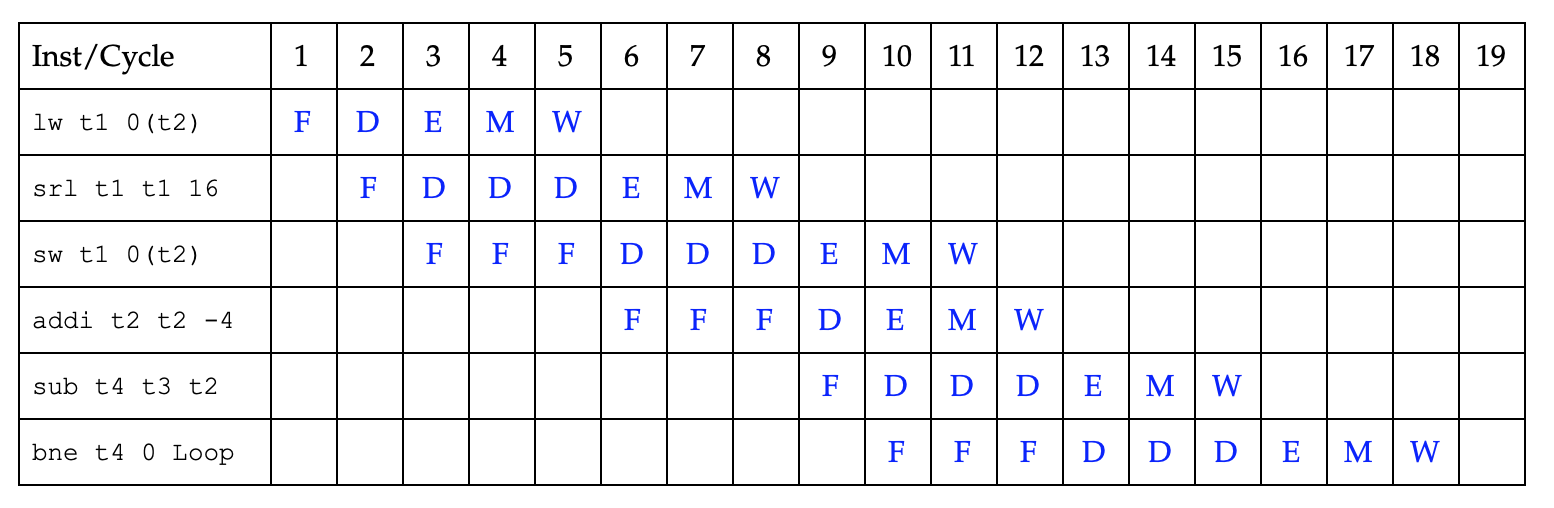 Inst/Cycle 1 2 3 4 5 6 7 8 9 10 11 12 13 14 15 16 17 18 19
lw t1 0(t2) F D E M W
srl t1 t1 16 F D D D E M W
sw t1 0(t2) F F F D D D E M W
addi t2 t2 -4 F F F D E M W
sub t4 t3 t2 F D D D E M W
bne t4 0 Loop F F F D D D E M W